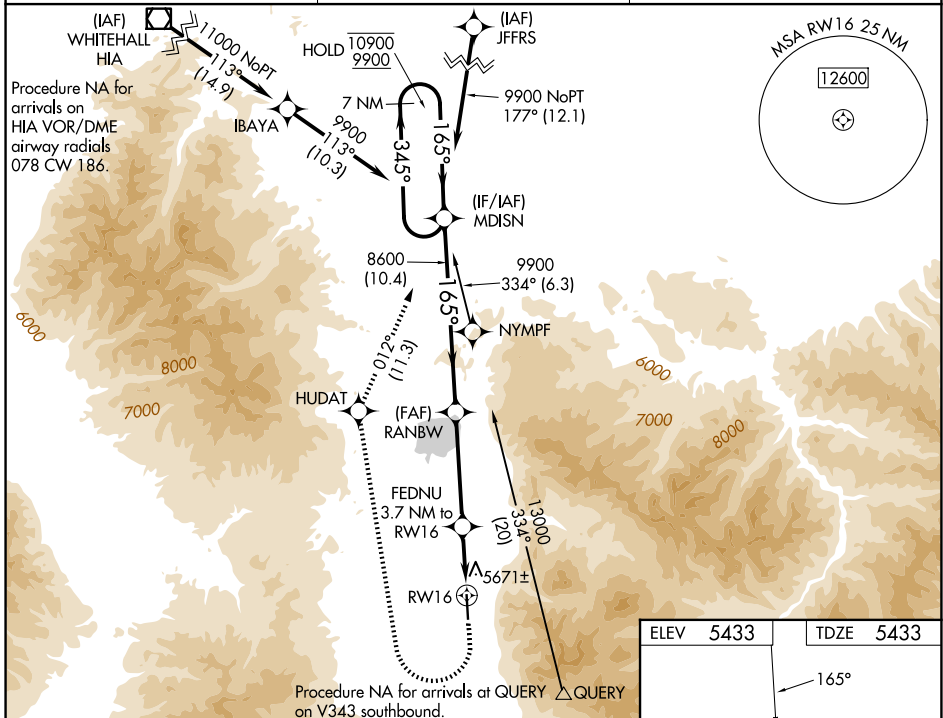 (IAF)
WHITEHALL
HIA
11000 NoPT
113°
(14.9)
Procedure NA for
arrivals on
HIA VOR/DME
airway radials
078 CW 186.
IBAYA
9900
113°
(10.3)
HOLD 10900
9900
7 NM
345°
165°
(IAF)
JFFRS
9900 NoPT
177° (12.1)
MSA RW16 25 NM
12600
(IF/IAF)
MDISN
8600
(10.4)
165°
9900
334° (6.3)
NYMPF
012°
(11.3)
HUDAT
(FAF)
RANBW
6000
8000
7000
6000
7000
8000
FEDNU
3.7 NM to
RW16
13000
334°
(20)
5671±
RW16
Procedure NA for arrivals at QUERY
on V343 southbound.
QUERY
ELEV 5433
TDZE 5433
165°